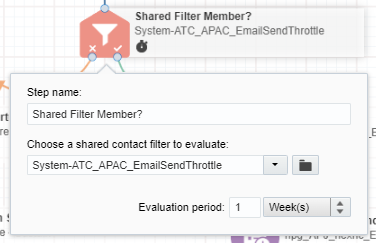 Shared Filter Member?
System-ATC_APAC_EmailSendThrottle
Step name:
Shared Filter Member?
Choose a shared contact filter to evaluate:
System-ATC_APAC_EmailSendThrottle
Evaluation period: 1 Week(s)